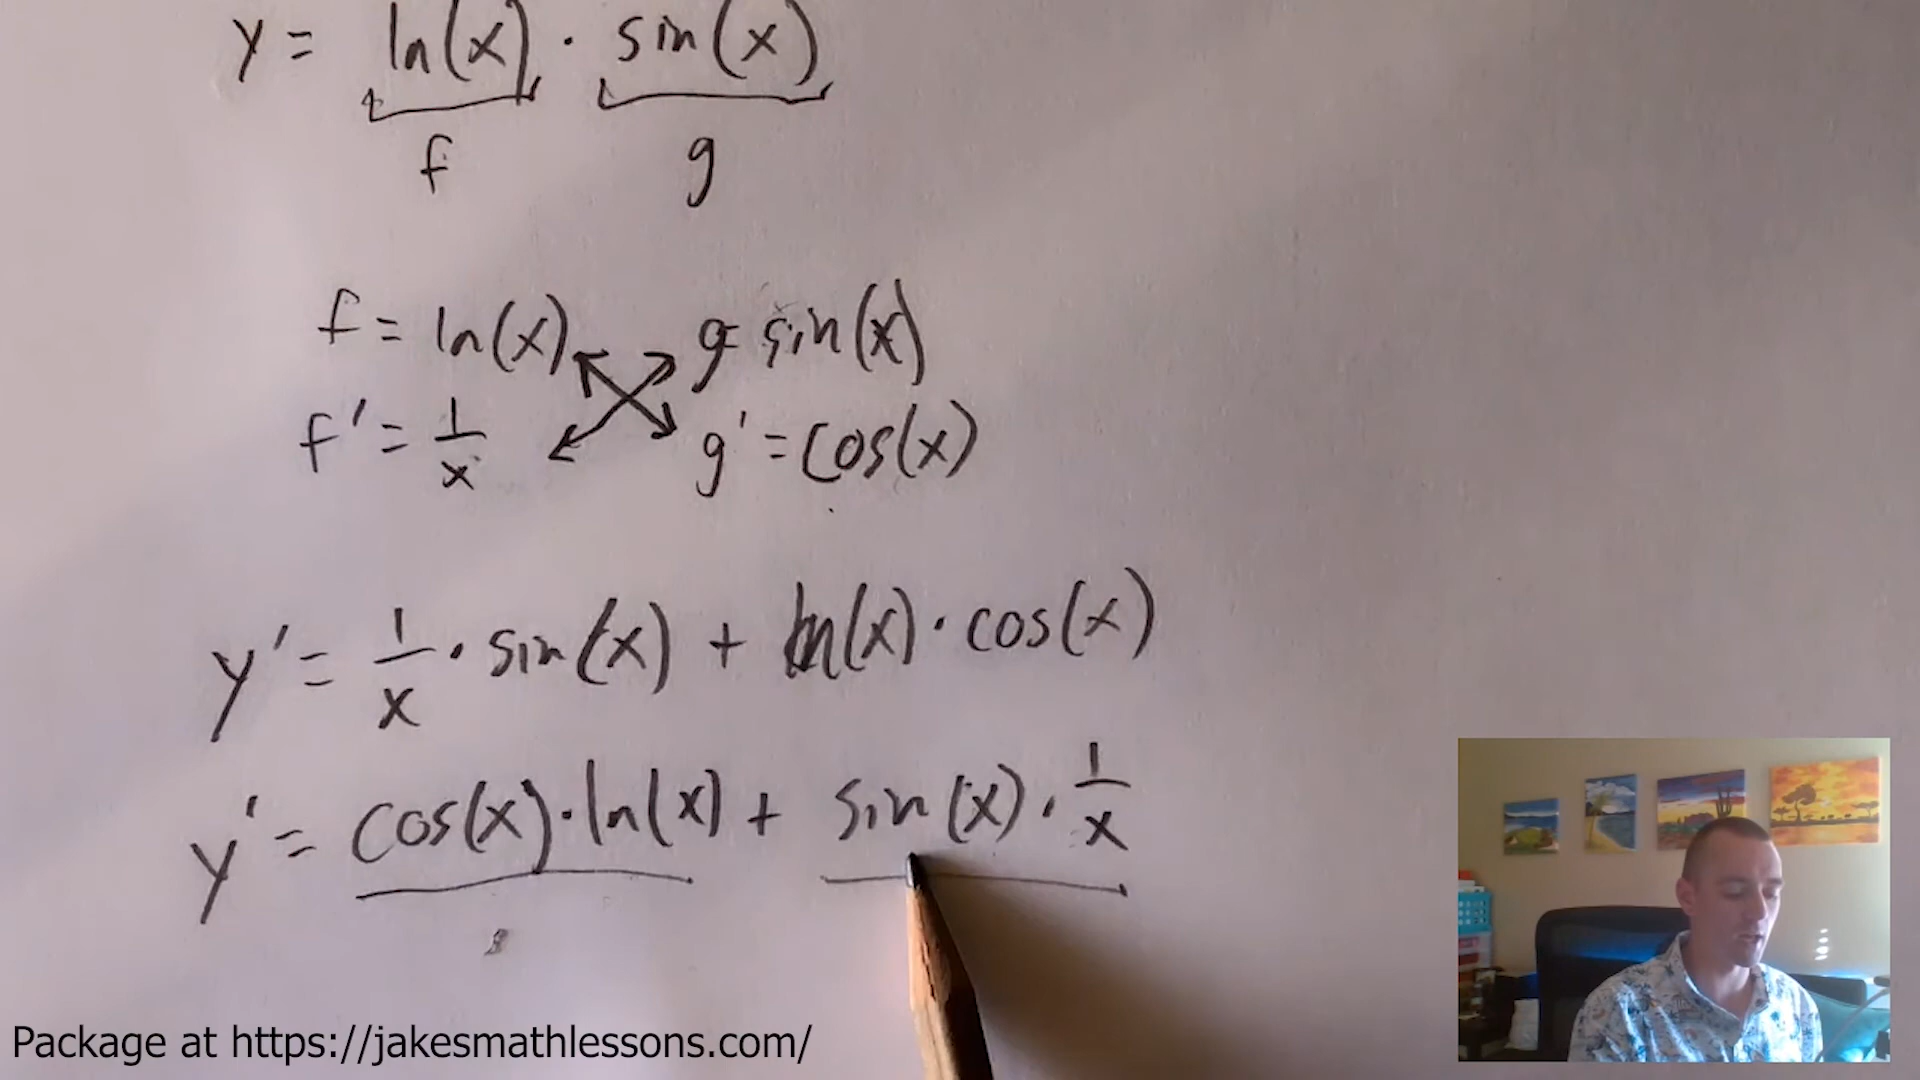 y = ln(x) · sin(x)
f g
f = ln(x) g sin(x)
f' = 1/x g' = cos(x)
y' = 1/x · sin(x) + ln(x) · cos(x)
y' = cos(x) · ln(x) + sin(x) · 1/x
Package at https://jakesmathlessons.com/